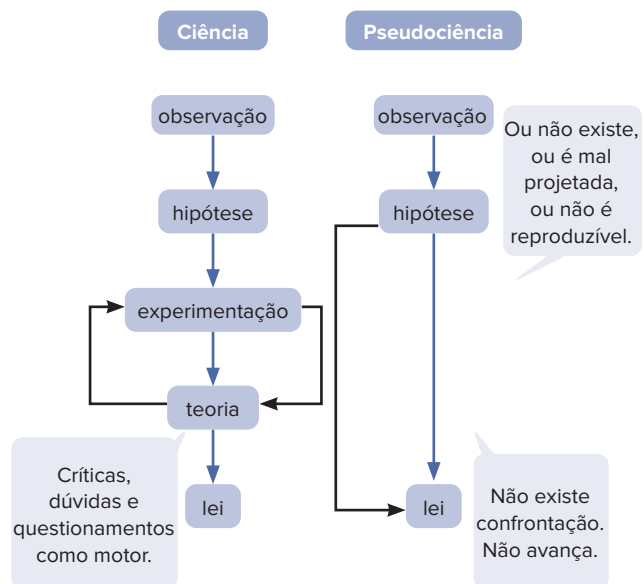 Ciência
observação
hipótese
experimentação
teoria
lei
Críticas,
dúvidas e
questionamentos
como motor.
Pseudociência
observação
hipótese
lei
Ou não existe,
ou é mal
projetada,
ou não é
reproduzível.
Não existe
confrontação.
Não avança.